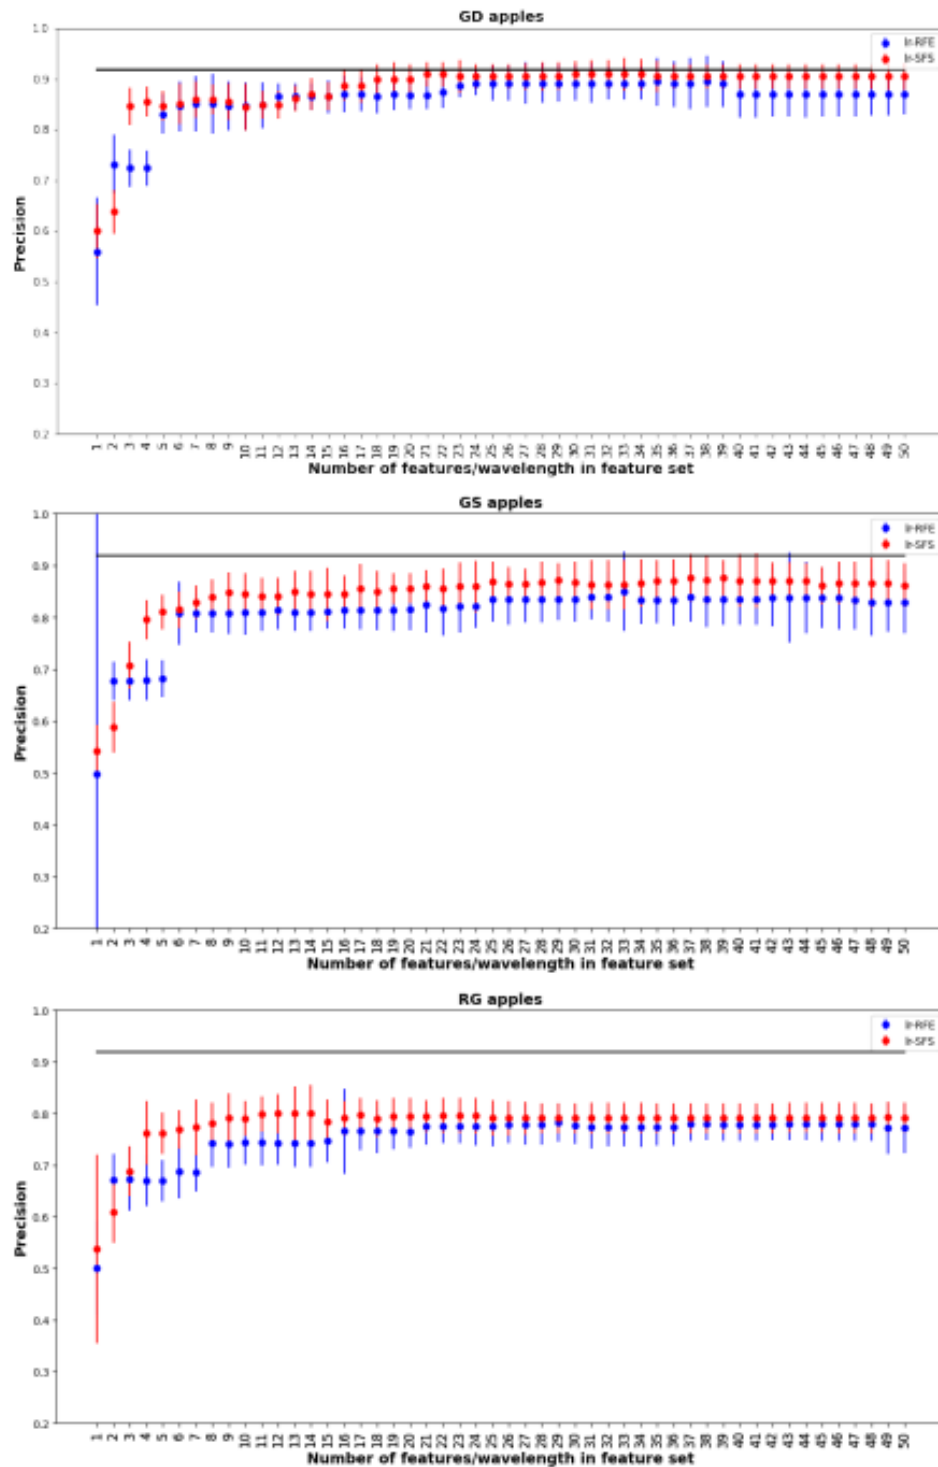 GD apples
1.0
0.9
0.8
0.7
0.6
0.5
0.4
0.3
0.2
Precision
lr-RFE
lr-SFS
1 2 3 4 5 6 7 8 9 10 11 12 13 14 15 16 17 18 19 20 21 22 23 24 25 26 27 28 29 30 31 32 33 34 35 36 37 38 39 40 41 42 43 44 45 46 47 48 49 50
Number of features/wavelength in feature set
GS apples
1.0
0.9
0.8
0.7
0.6
0.5
0.4
0.3
0.2
Precision
lr-RFE
lr-SFS
1 2 3 4 5 6 7 8 9 10 11 12 13 14 15 16 17 18 19 20 21 22 23 24 25 26 27 28 29 30 31 32 33 34 35 36 37 38 39 40 41 42 43 44 45 46 47 48 49 50
Number of features/wavelength in feature set
RG apples
1.0
0.9
0.8
0.7
0.6
0.5
0.4
0.3
0.2
Precision
lr-RFE
lr-SFS
1 2 3 4 5 6 7 8 9 10 11 12 13 14 15 16 17 18 19 20 21 22 23 24 25 26 27 28 29 30 31 32 33 34 35 36 37 38 39 40 41 42 43 44 45 46 47 48 49 50
Number of features/wavelength in feature set